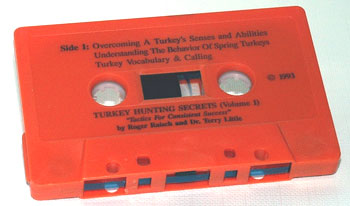 Side 1: Overcoming A Turkey's Senses and Abilities
Understanding The Behavior Of Spring Turkeys
Turkey Vocabulary & Calling
© 1993
TURKEY HUNTING SECRETS (Volume 1)
"Tactics For Consistent Success"
by Roger Raisch and Dr. Terry Little